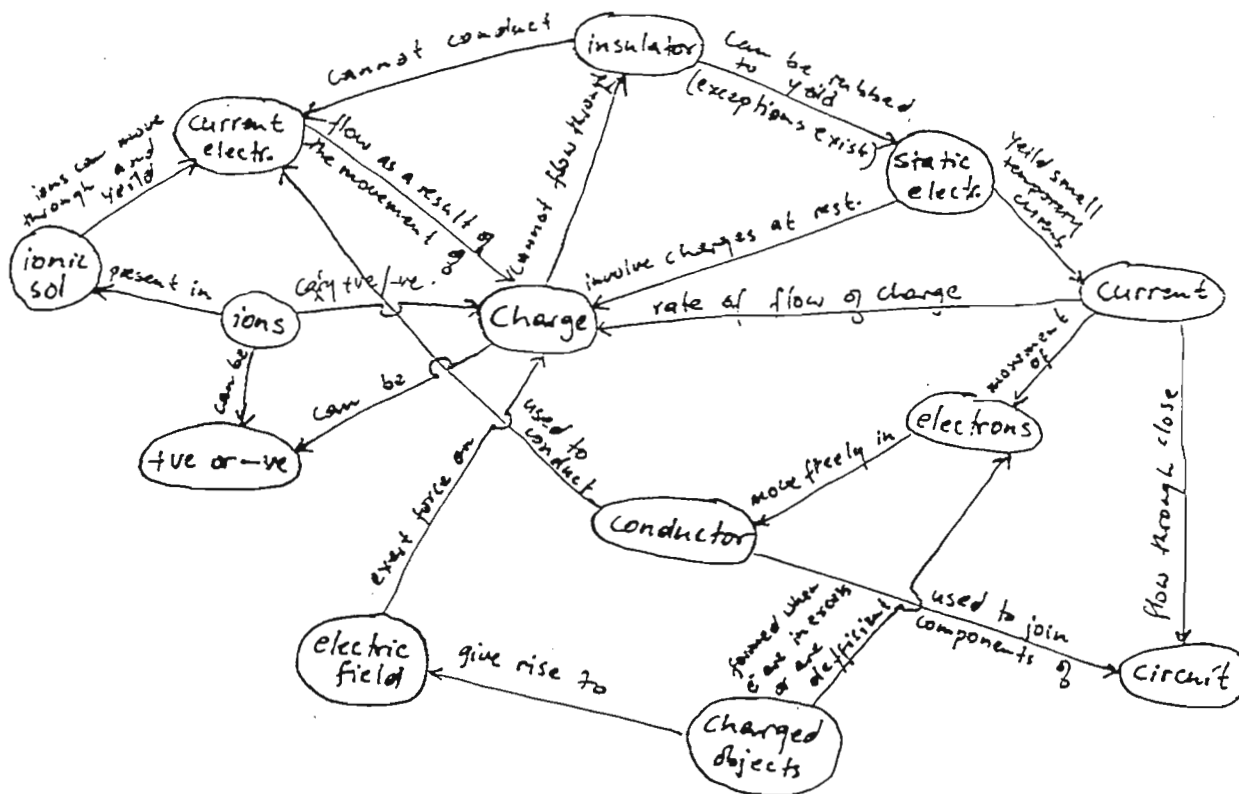 insulator
cannot conduct
can be rubbed
to yeild
(exceptions exist)
current
electr.
static
electr.
ions can move
through and
yeild
flow as a result of
the movement of
cannot flow through
yeild small
temporary
current
ionic
sol
present in
ions
carry +ve/-ve.
Charge
involve charges at rest.
rate of flow of charge
current
can be
can be
+ve or -ve
used to
conduct
movement
of
electrons
move freely in
conductor
flow through close
exert force on
electric
field
give rise to
formed when
are in excess
or are
defficient
used to join
components of
circuit
Charged
objects